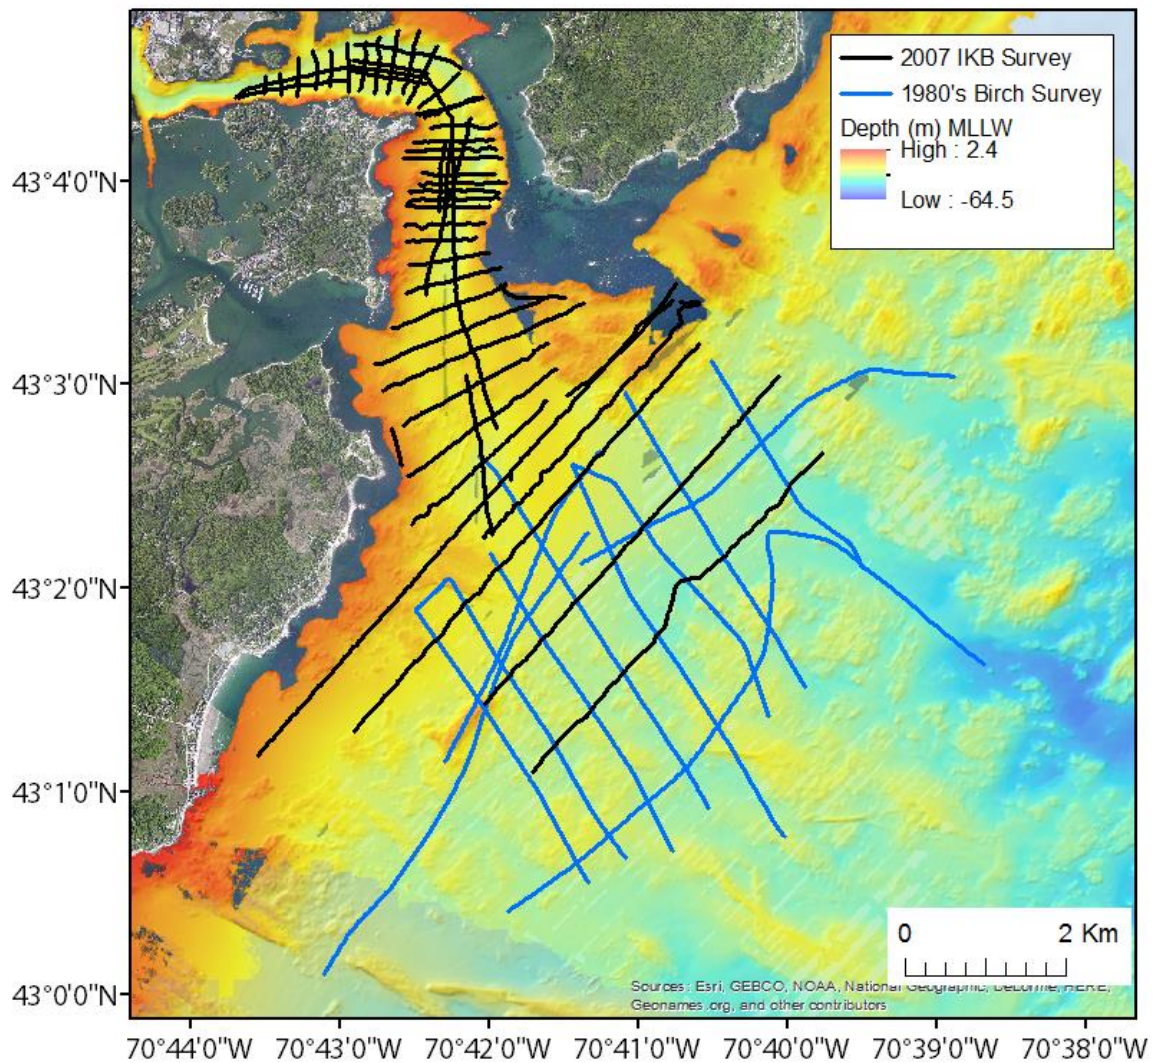 2007 IKB Survey
1980's Birch Survey
Depth (m) MLLW
High : 2.4
Low : -64.5
43°4'0"N
43°3'0"N
43°2'0"N
43°1'0"N
43°0'0"N
0 2 Km
Sources: Esri, GEBCO, NOAA, National Geographic, DeLorme, HERE,
Geonames.org, and other contributors
70°44'0"W 70°43'0"W 70°42'0"W 70°41'0"W 70°40'0"W 70°39'0"W 70°38'0"W